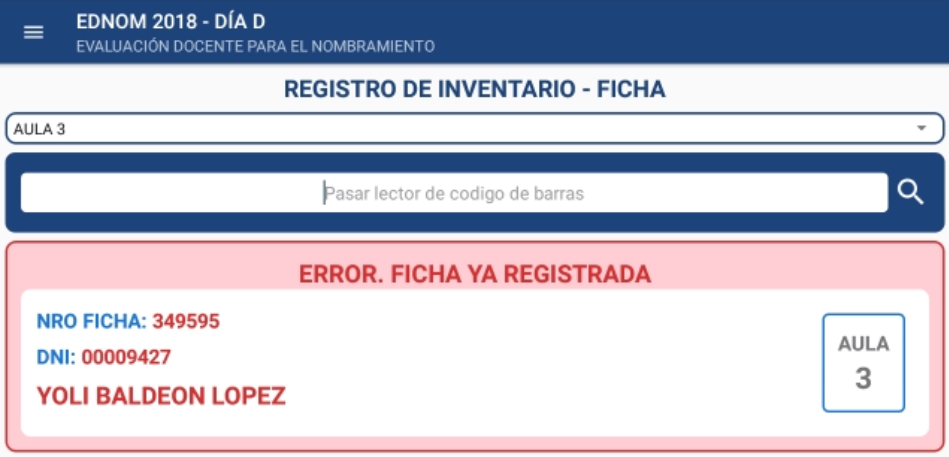 EDNOM 2018 - DÍA D
EVALUACIÓN DOCENTE PARA EL NOMBRAMIENTO
REGISTRO DE INVENTARIO - FICHA
AULA 3
Pasar lector de codigo de barras
ERROR. FICHA YA REGISTRADA
NRO FICHA: 349595
DNI: 00009427
YOLI BALDEON LOPEZ
AULA
3